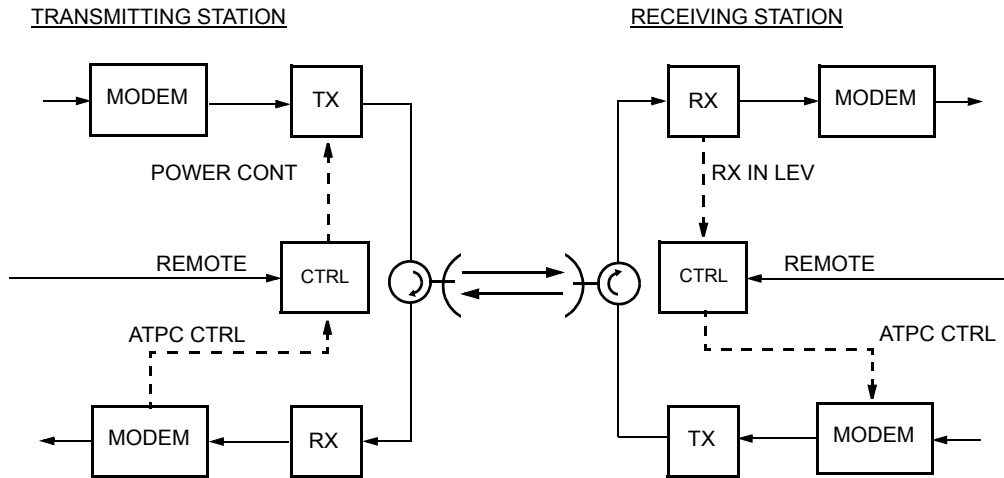 TRANSMITTING STATION
RECEIVING STATION
MODEM
TX
RX
MODEM
POWER CONT
RX IN LEV
REMOTE
CTRL
CTRL
REMOTE
ATPC CTRL
ATPC CTRL
MODEM
RX
TX
MODEM